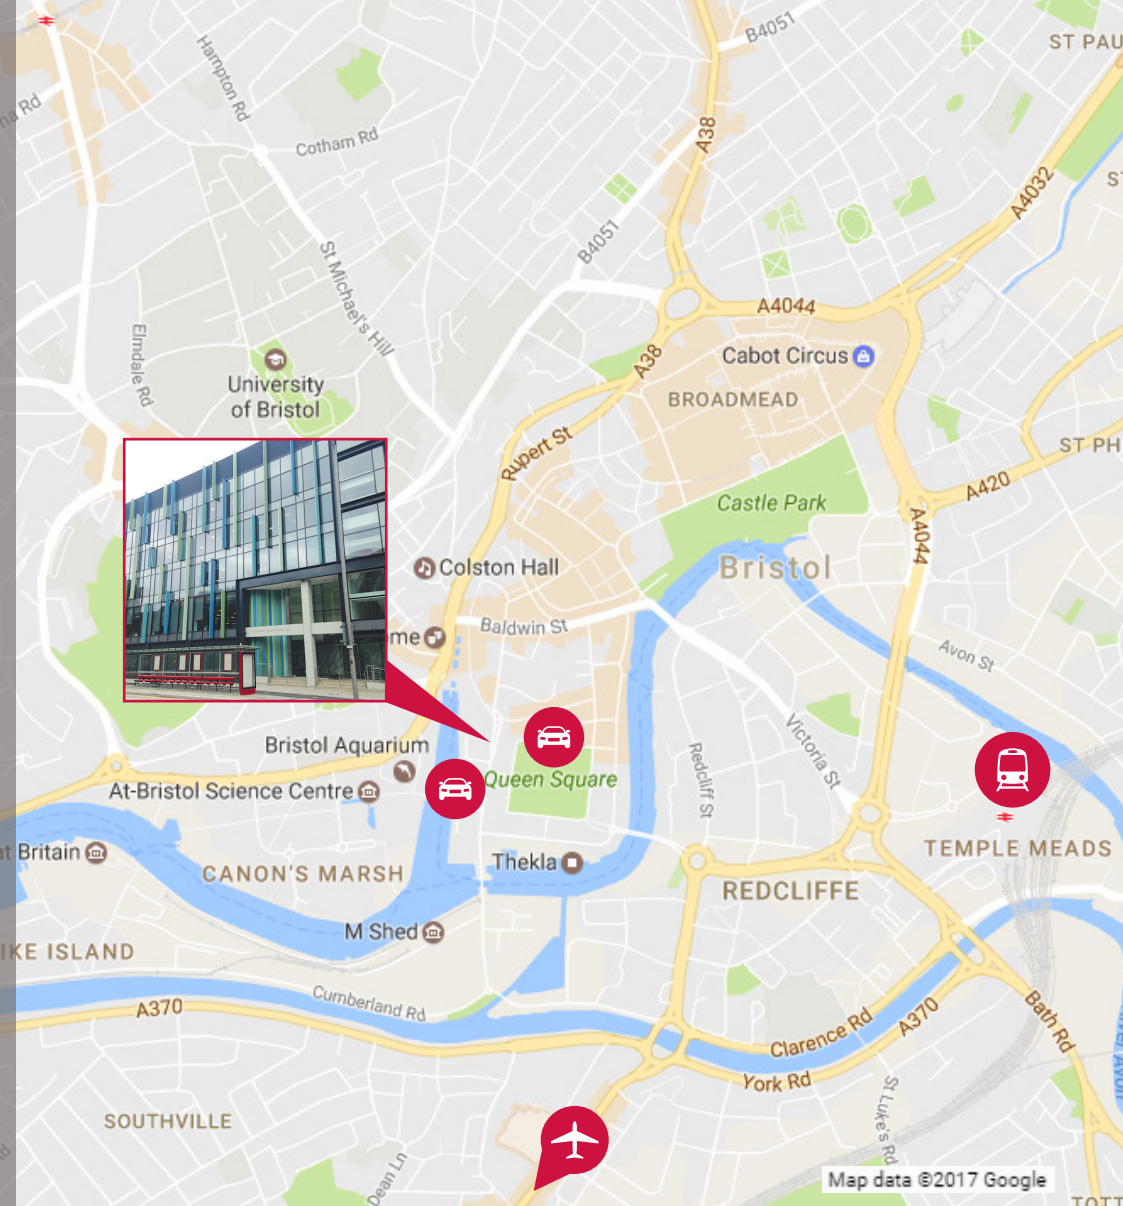 B4051
ST PAU
Hampton Rd
na Rd
Cotham Rd
A38
A4032
ST
B4051
St Michael's Hill
A4044
Elmdale Rd
A38
Cabot Circus
University
of Bristol
BROADMEAD
Rupert St
ST PH
A420
Castle Park
A4044
Colston Hall
Bristol
Baldwin St
me
Avon St
Victoria St
Redcliff St
Bristol Aquarium
Queen Square
At-Bristol Science Centre
at Britain
Thekla
TEMPLE MEADS
CANON'S MARSH
REDCLIFFE
M Shed
IKE ISLAND
Cumberland Rd
A370
Clarence Rd
A370
Bath Rd
York Rd
St Luke's Rd
SOUTHVILLE
Dean Ln
Map data ©2017 Google
TOTT